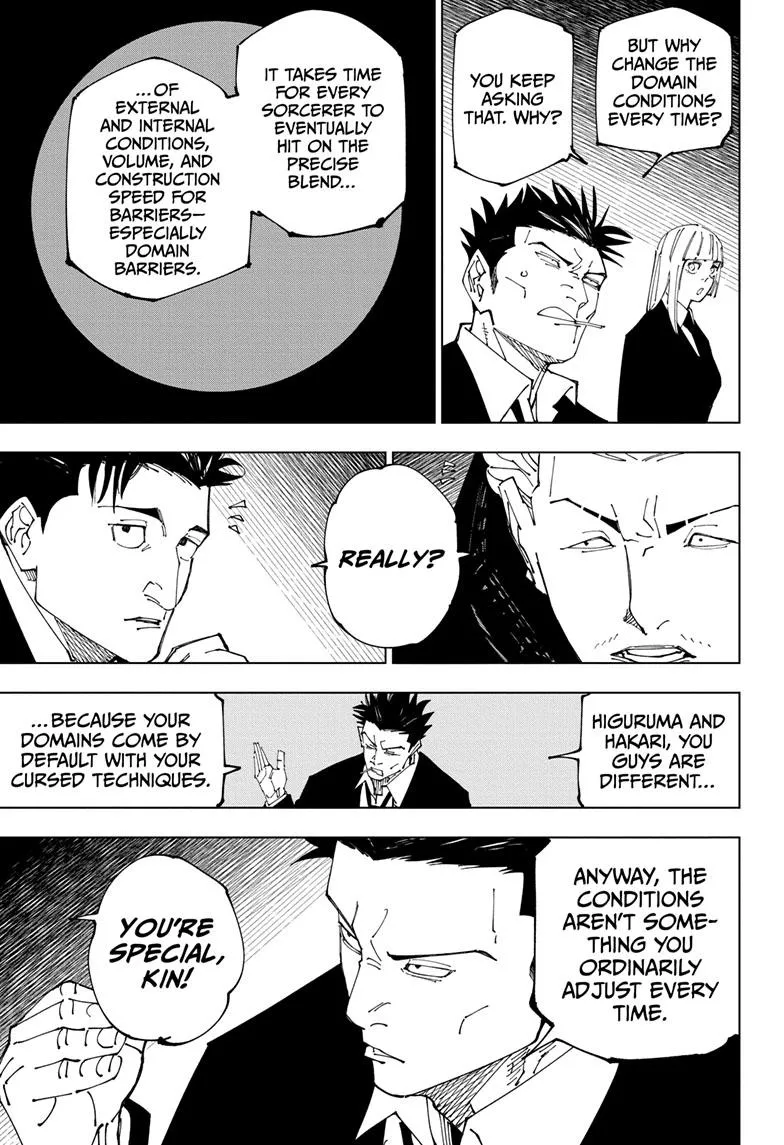 BUT WHY
CHANGE THE
DOMAIN
CONDITIONS
EVERY TIME?
YOU KEEP
ASKING
THAT. WHY?
IT TAKES TIME
FOR EVERY
SORCERER TO
EVENTUALLY
HIT ON THE
PRECISE
BLEND...
...OF
EXTERNAL
AND INTERNAL
CONDITIONS,
VOLUME, AND
CONSTRUCTION
SPEED FOR
BARRIERS—
ESPECIALLY
DOMAIN
BARRIERS.
REALLY?
HIGURUMA AND
HAKARI, YOU
GUYS ARE
DIFFERENT...
...BECAUSE YOUR
DOMAINS COME BY
DEFAULT WITH YOUR
CURSED TECHNIQUES.
ANYWAY, THE
CONDITIONS
AREN'T SOME-
THING YOU
ORDINARILY
ADJUST EVERY
TIME.
YOU'RE
SPECIAL,
KIN!